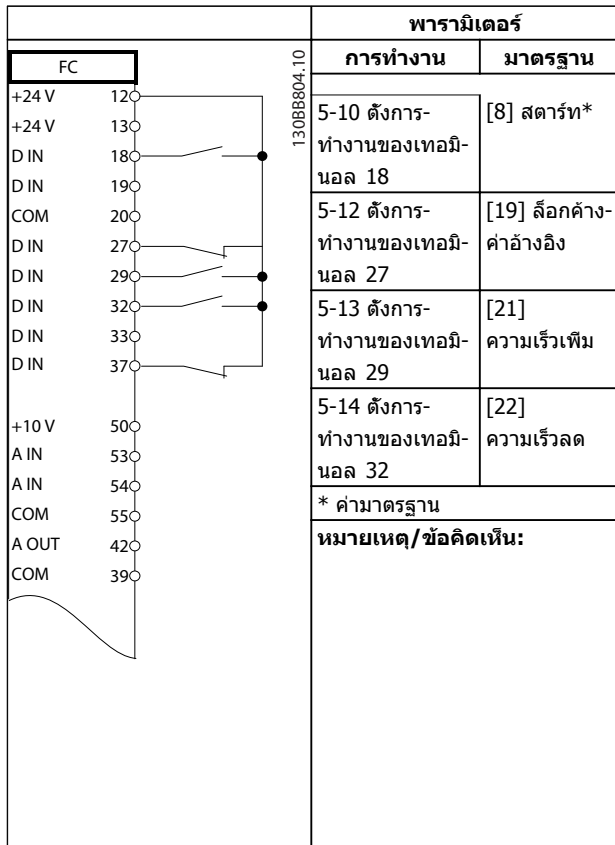 พารามิเตอร์
FC
130BB804.10
การทำงาน มาตรฐาน
+24 V 12
+24 V 13
D IN 18
D IN 19
COM 20
D IN 27
D IN 29
D IN 32
D IN 33
D IN 37
+10 V 50
A IN 53
A IN 54
COM 55
A OUT 42
COM 39
5-10 ตั้งการ- [8] สตาร์ท*
ทำงานของเทอมิ-
นอล 18
5-12 ตั้งการ- [19] ล็อกค้าง-
ทำงานของเทอมิ- ค่าอ้างอิง
นอล 27
5-13 ตั้งการ- [21]
ทำงานของเทอมิ- ความเร็วเพิ่ม
นอล 29
5-14 ตั้งการ- [22]
ทำงานของเทอมิ- ความเร็วลด
นอล 32
* ค่ามาตรฐาน
หมายเหตุ/ข้อคิดเห็น: